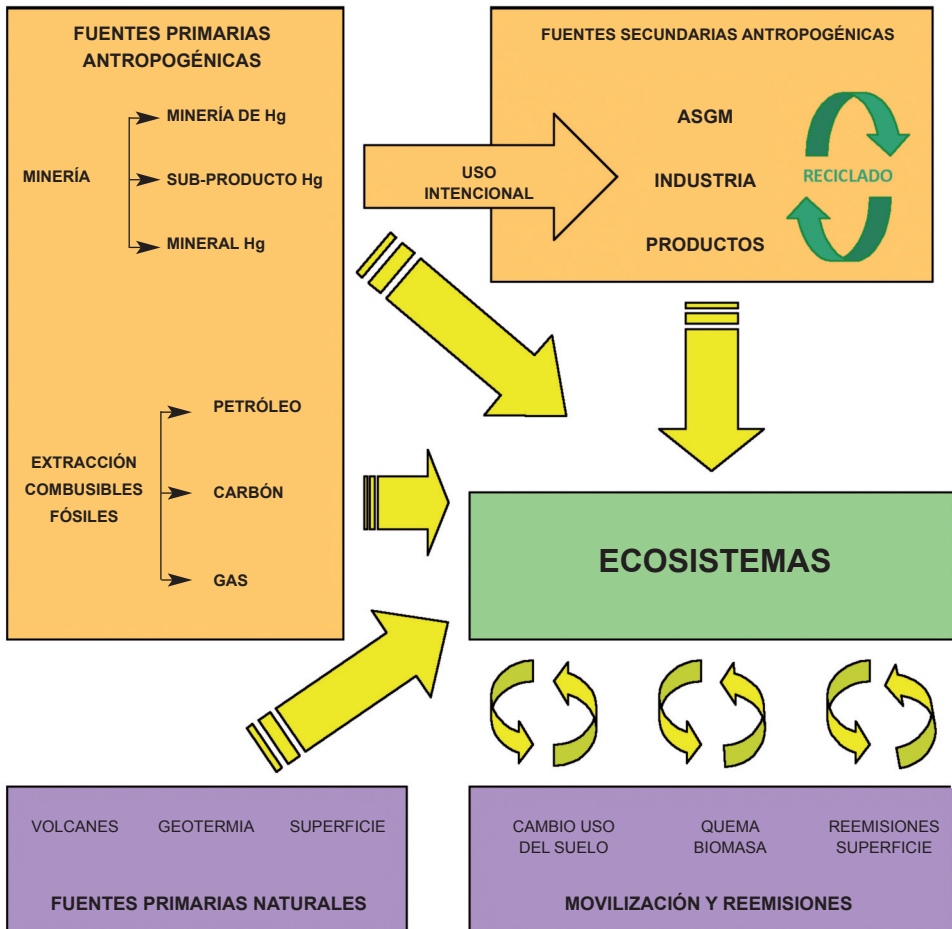 FUENTES PRIMARIAS
ANTROPOGÉNICAS
MINERÍA
MINERÍA DE Hg
SUB-PRODUCTO Hg
MINERAL Hg
EXTRACCIÓN
COMBUSIBLES
FÓSILES
PETRÓLEO
CARBÓN
GAS
USO
INTENCIONAL
FUENTES SECUNDARIAS ANTROPOGÉNICAS
ASGM
INDUSTRIA
PRODUCTOS
RECICLADO
ECOSISTEMAS
VOLCANES
GEOTERMIA
SUPERFICIE
FUENTES PRIMARIAS NATURALES
CAMBIO USO
DEL SUELO
QUEMA
BIOMASA
REEMISIONES
SUPERFICIE
MOVILIZACIÓN Y REEMISIONES